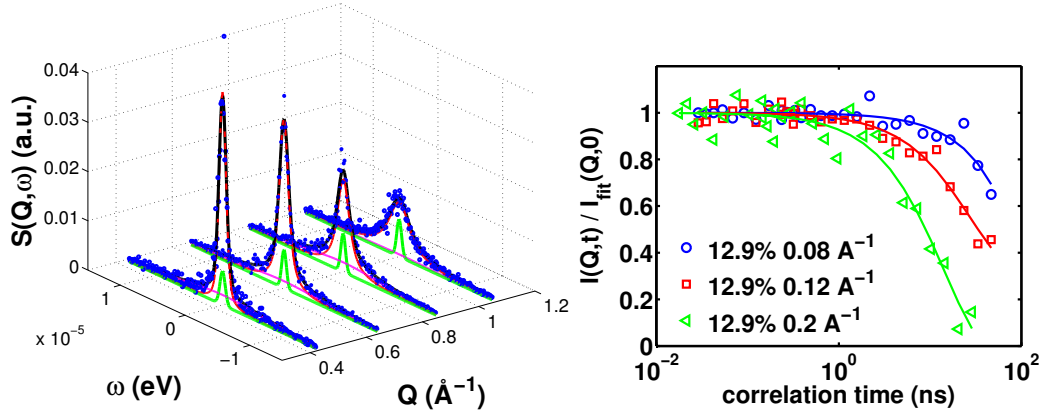 0.04
0.03
0.02
0.01
0
S(Q,ω) (a.u.)
1
0
-1
x 10⁻⁵
ω (eV)
0.4
0.6
0.8
1
1.2
Q (Å⁻¹)
I(Q,t) / I_fit(Q,0)
1
0.8
0.6
0.4
0.2
0
12.9% 0.08 A⁻¹
12.9% 0.12 A⁻¹
12.9% 0.2 A⁻¹
10⁻² 10⁰ 10²
correlation time (ns)